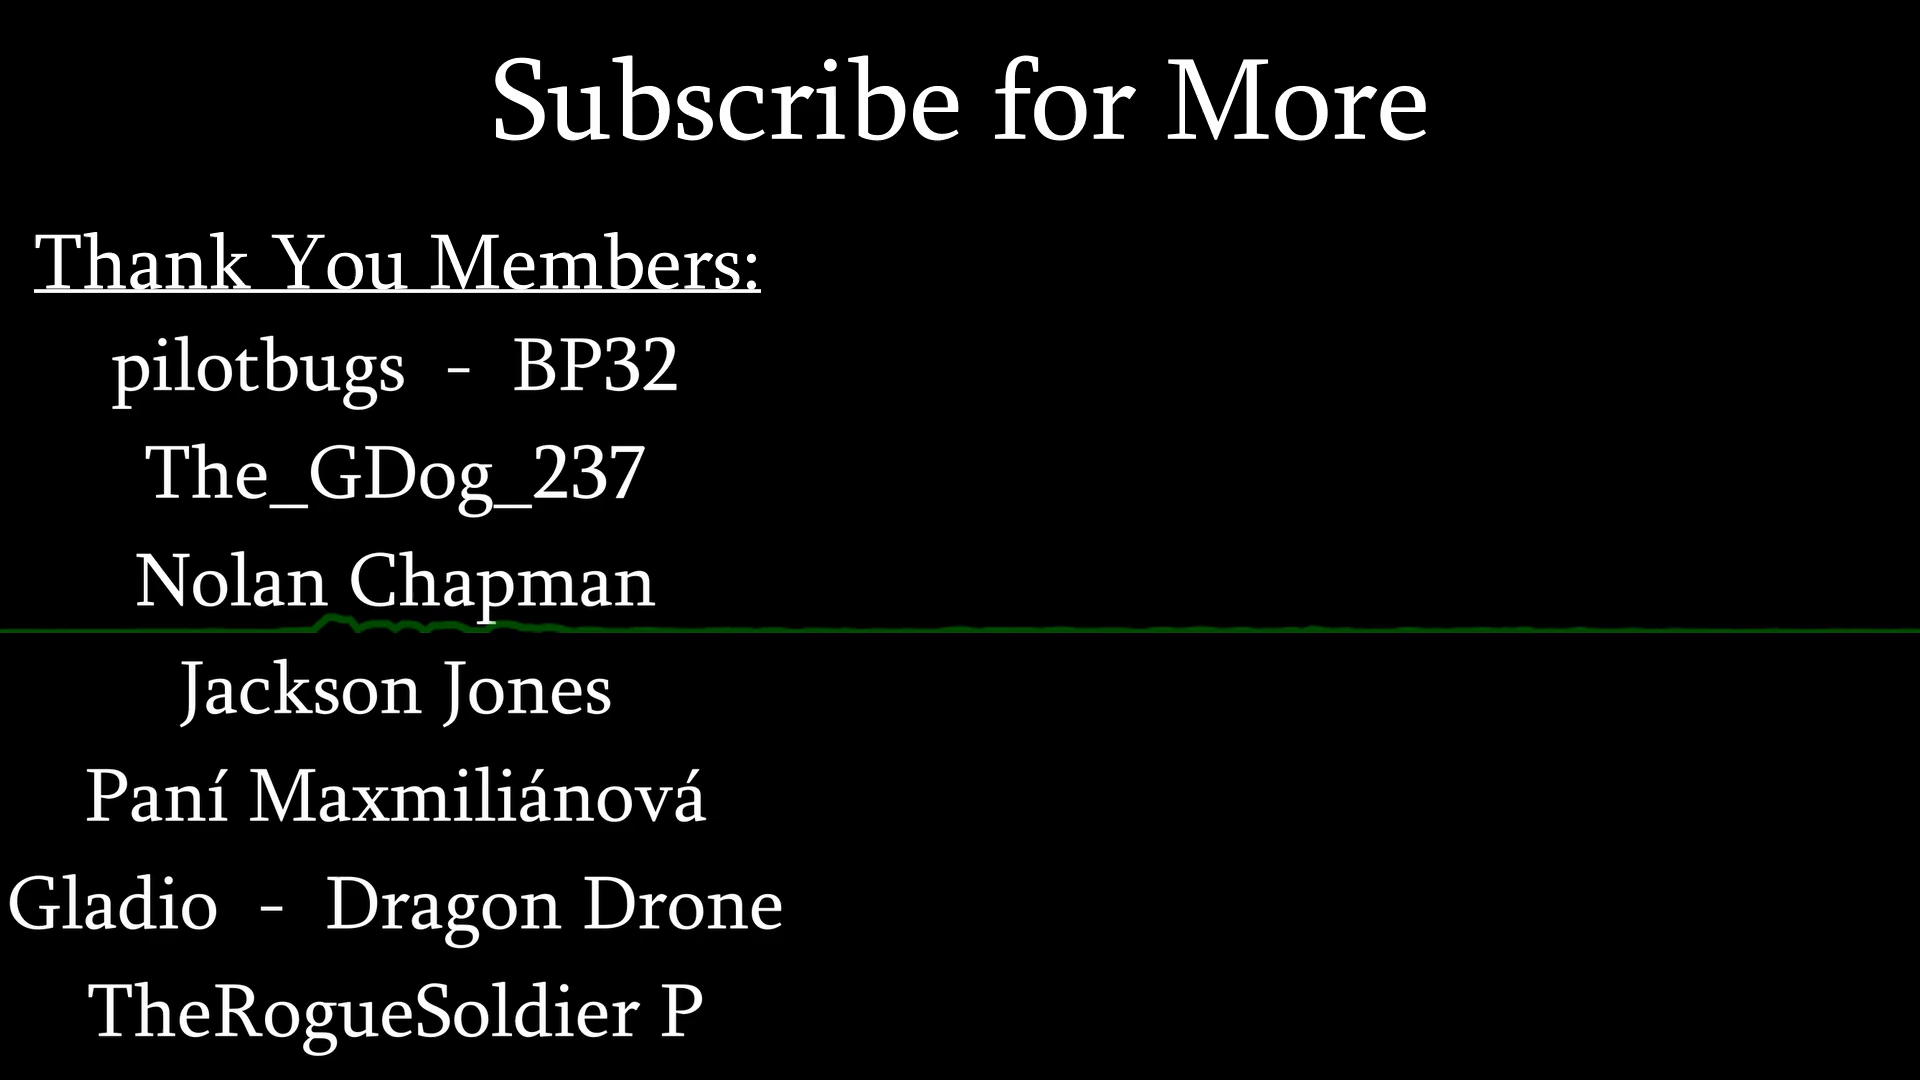 Subscribe for More
Thank You Members:
pilotbugs - BP32
The_GDog_237
Nolan Chapman
Jackson Jones
Paní Maxmiliánová
Gladio - Dragon Drone
TheRogueSoldier P